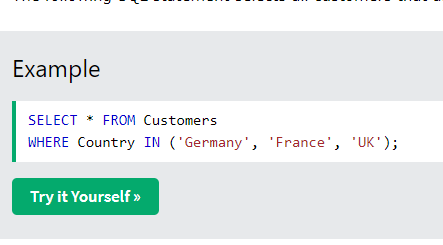 Example
SELECT * FROM Customers
WHERE Country IN ('Germany', 'France', 'UK');
Try it Yourself »